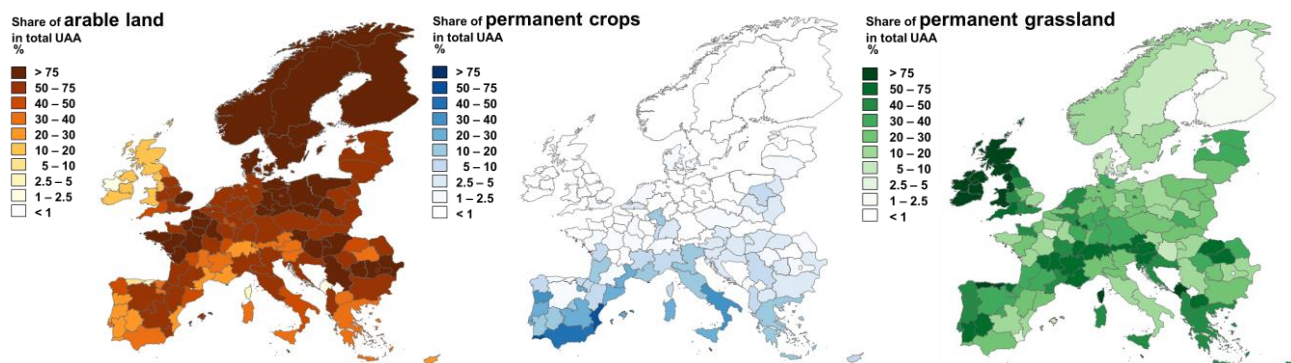 Share of arable land
in total UAA
%
> 75
50 – 75
40 – 50
30 – 40
20 – 30
10 – 20
5 – 10
2.5 – 5
1 – 2.5
< 1
Share of permanent crops
in total UAA
%
> 75
50 – 75
40 – 50
30 – 40
20 – 30
10 – 20
5 – 10
2.5 – 5
1 – 2.5
< 1
Share of permanent grassland
in total UAA
%
> 75
50 – 75
40 – 50
30 – 40
20 – 30
10 – 20
5 – 10
2.5 – 5
1 – 2.5
< 1